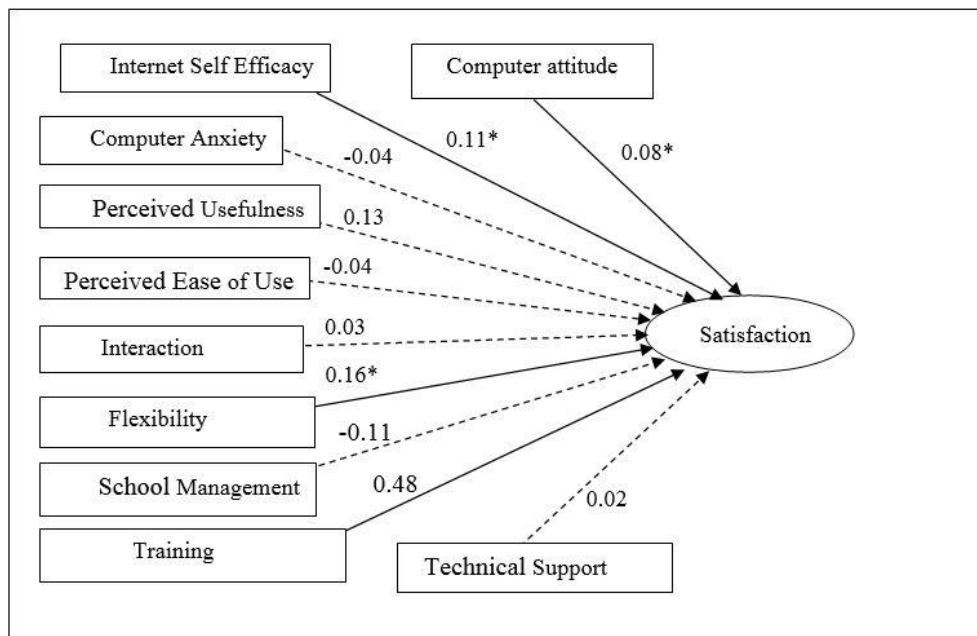 Internet Self Efficacy
Computer attitude
0.11*
0.08*
Computer Anxiety
-0.04
Perceived Usefulness
0.13
Perceived Ease of Use
-0.04
Interaction
0.03
Satisfaction
Flexibility
0.16*
School Management
-0.11
Training
0.48
Technical Support
0.02